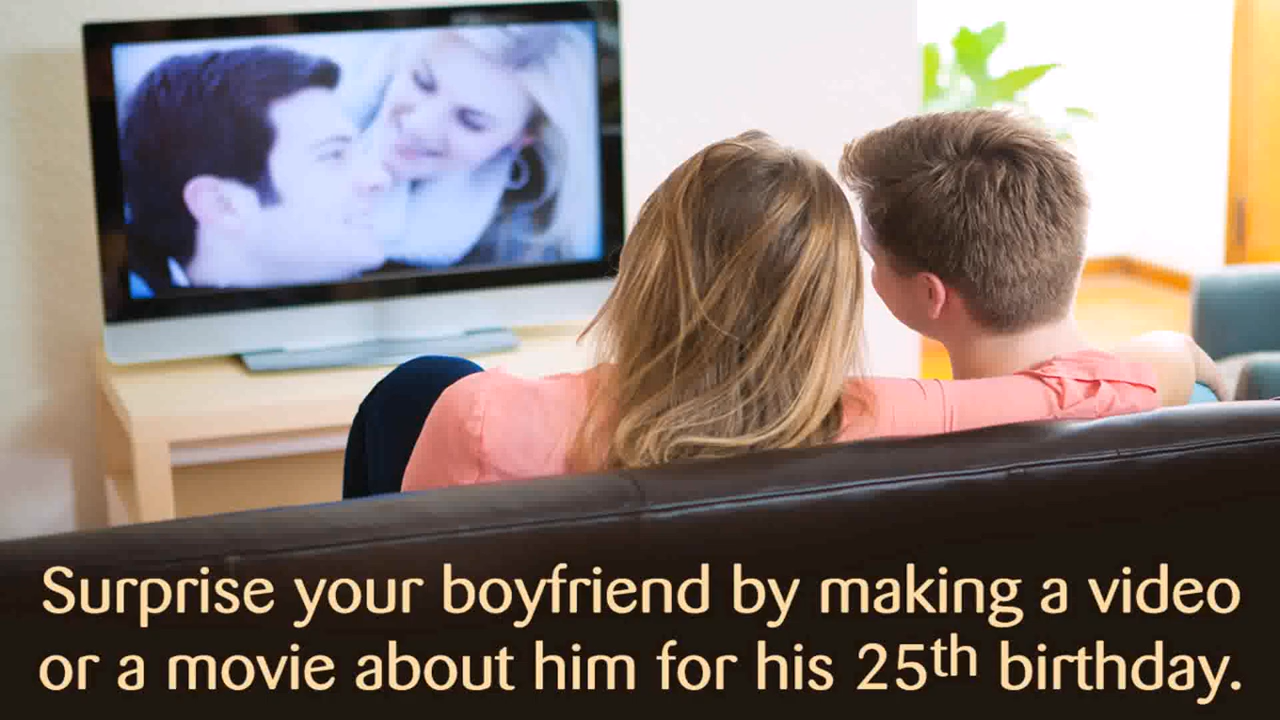 Surprise your boyfriend by making a video
or a movie about him for his 25th birthday.